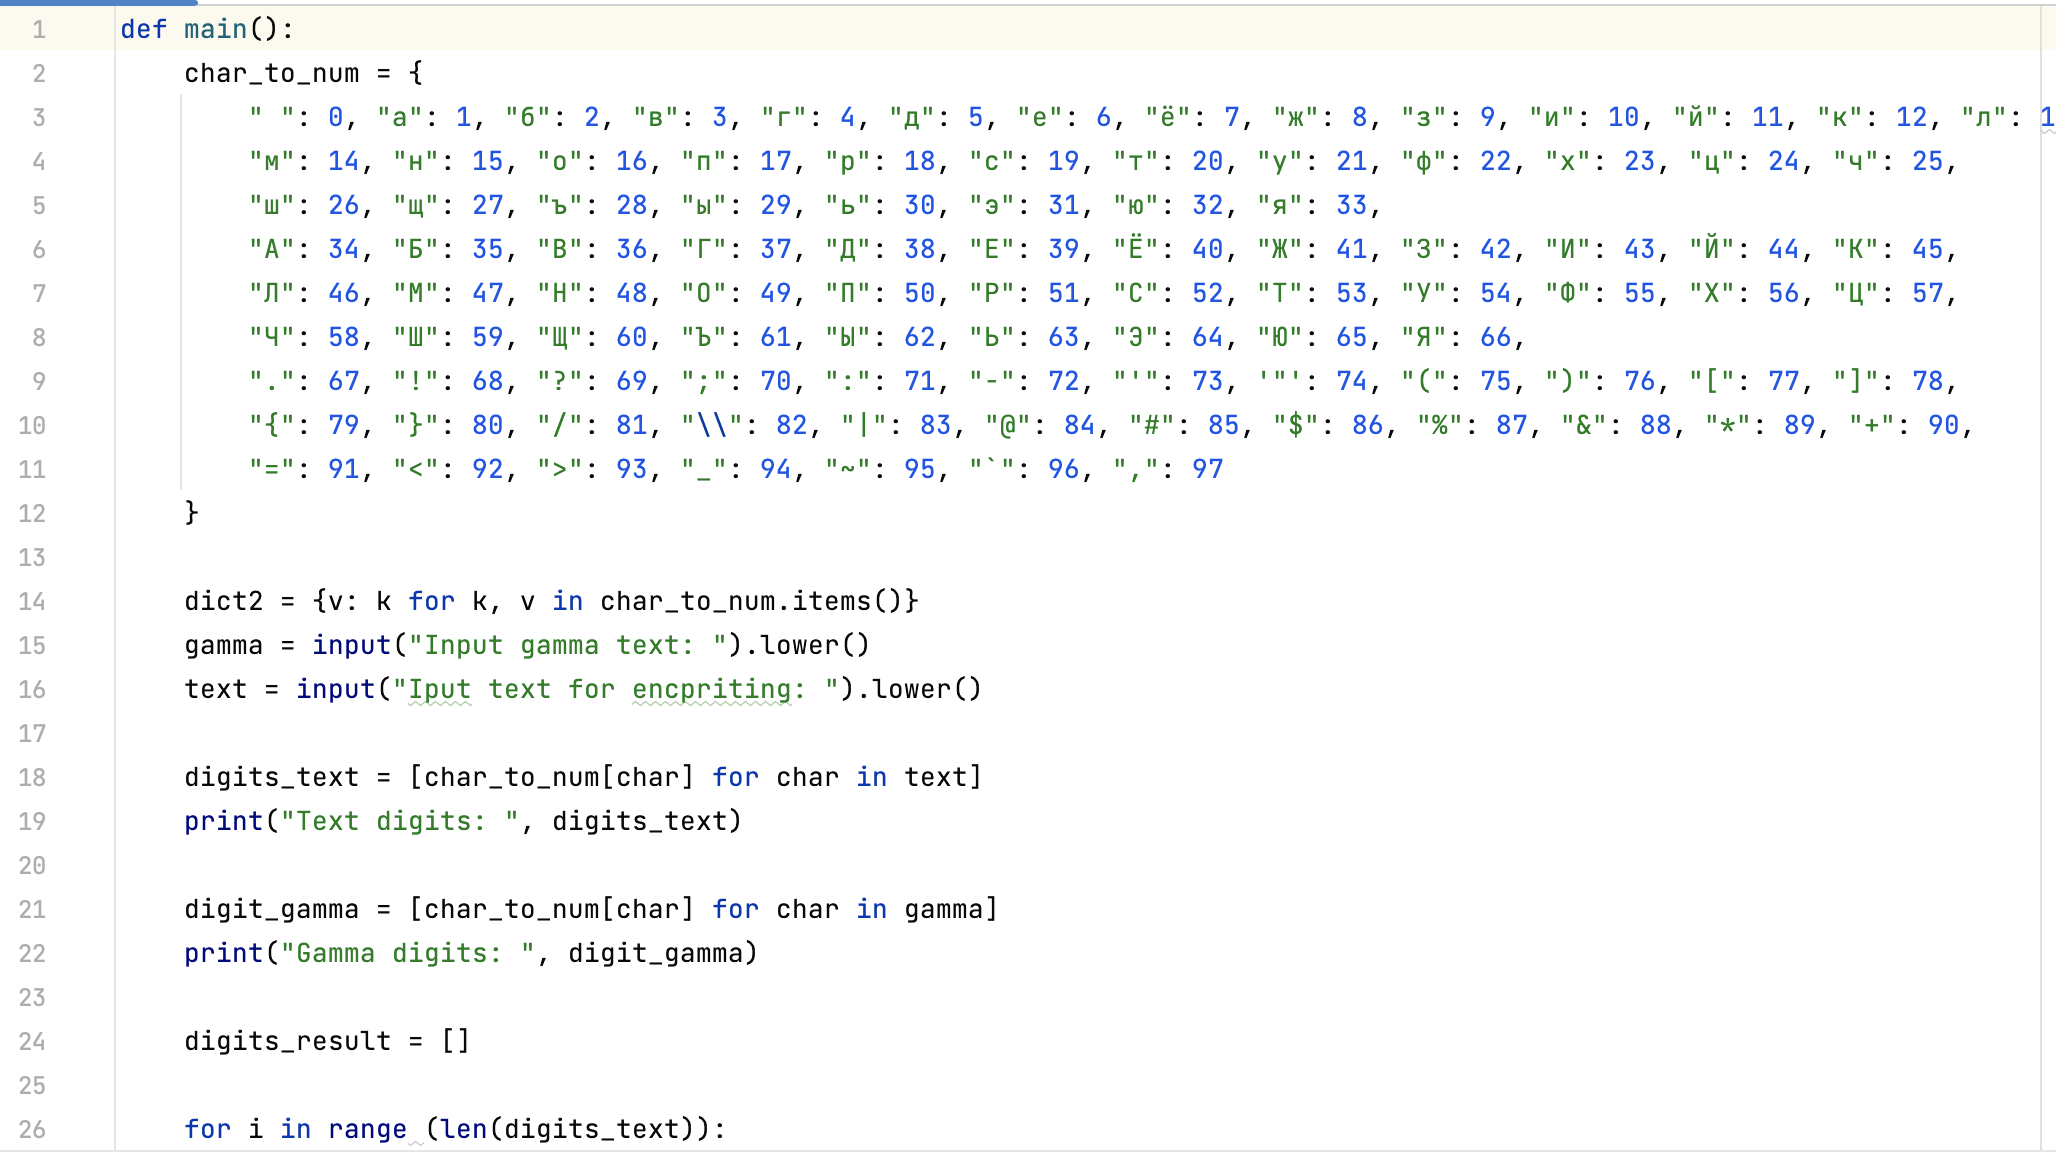 1 def main():
2 char_to_num = {
3 " ": 0, "а": 1, "б": 2, "в": 3, "г": 4, "д": 5, "е": 6, "ё": 7, "ж": 8, "з": 9, "и": 10, "й": 11, "к": 12, "л": 1
4 "м": 14, "н": 15, "о": 16, "п": 17, "р": 18, "с": 19, "т": 20, "у": 21, "ф": 22, "х": 23, "ц": 24, "ч": 25,
5 "ш": 26, "щ": 27, "ъ": 28, "ы": 29, "ь": 30, "э": 31, "ю": 32, "я": 33,
6 "А": 34, "Б": 35, "В": 36, "Г": 37, "Д": 38, "Е": 39, "Ё": 40, "Ж": 41, "З": 42, "И": 43, "Й": 44, "К": 45,
7 "Л": 46, "М": 47, "Н": 48, "О": 49, "П": 50, "Р": 51, "С": 52, "Т": 53, "У": 54, "Ф": 55, "Х": 56, "Ц": 57,
8 "Ч": 58, "Ш": 59, "Щ": 60, "Ъ": 61, "Ы": 62, "Ь": 63, "Э": 64, "Ю": 65, "Я": 66,
9 ".": 67, "!": 68, "?": 69, ";": 70, ":": 71, "-": 72, "'": 73, '"': 74, "(": 75, ")": 76, "[": 77, "]": 78,
10 "{": 79, "}": 80, "/": 81, "\\": 82, "|": 83, "@": 84, "#": 85, "$": 86, "%": 87, "&": 88, "*": 89, "+": 90,
11 "=": 91, "<": 92, ">": 93, "_": 94, "~": 95, "`": 96, ",": 97
12 }
13
14 dict2 = {v: k for k, v in char_to_num.items()}
15 gamma = input("Input gamma text: ").lower()
16 text = input("Iput text for encpriting: ").lower()
17
18 digits_text = [char_to_num[char] for char in text]
19 print("Text digits: ", digits_text)
20
21 digit_gamma = [char_to_num[char] for char in gamma]
22 print("Gamma digits: ", digit_gamma)
23
24 digits_result = []
25
26 for i in range (len(digits_text)):